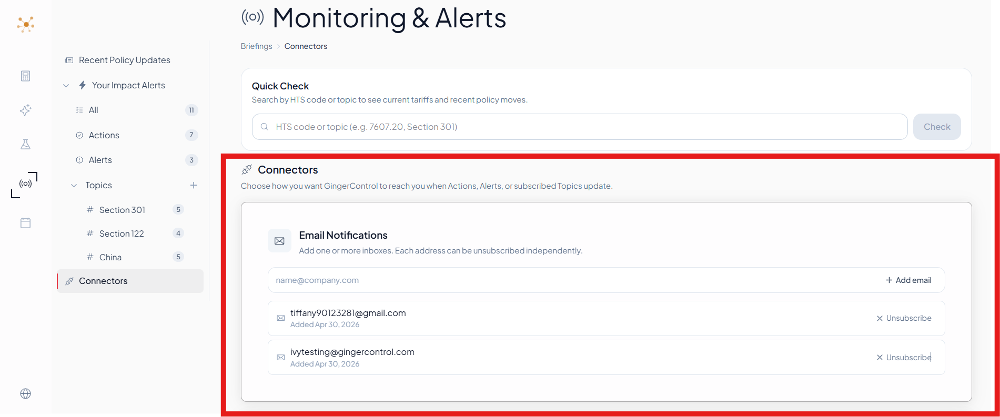 Monitoring & Alerts
Briefings > Connectors
Recent Policy Updates
Your Impact Alerts
All 11
Actions 7
Alerts 3
Topics +
# Section 301 5
# Section 122 4
# China 5
Connectors
Quick Check
Search by HTS code or topic to see current tariffs and recent policy moves.
HTS code or topic (e.g. 7607.20, Section 301)
Check
Connectors
Choose how you want GingerControl to reach you when Actions, Alerts, or subscribed Topics update.
Email Notifications
Add one or more inboxes. Each address can be unsubscribed independently.
name@company.com
+ Add email
tiffany90123281@gmail.com
Added Apr 30, 2026
× Unsubscribe
ivytesting@gingercontrol.com
Added Apr 30, 2026
× Unsubscribe